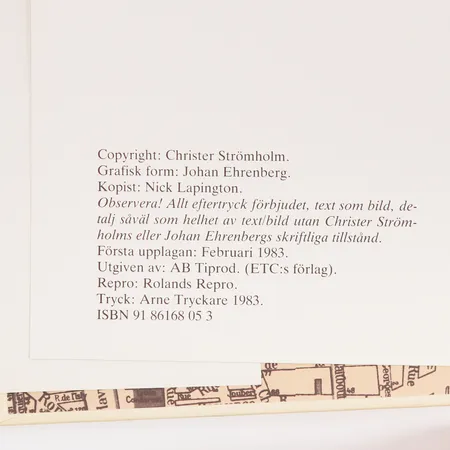 Copyright: Christer Strömholm.
Grafisk form: Johan Ehrenberg.
Kopist: Nick Lapington.
Observera! Allt eftertryck förbjudet, text som bild, de-
talj såväl som helhet av text/bild utan Christer Ström-
holms eller Johan Ehrenbergs skriftliga tillstånd.
Första upplagan: Februari 1983.
Utgiven av: AB Tiprod. (ETC:s förlag).
Repro: Rolands Repro.
Tryck: Arne Tryckare 1983.
ISBN 91 86168 05 3
Rue